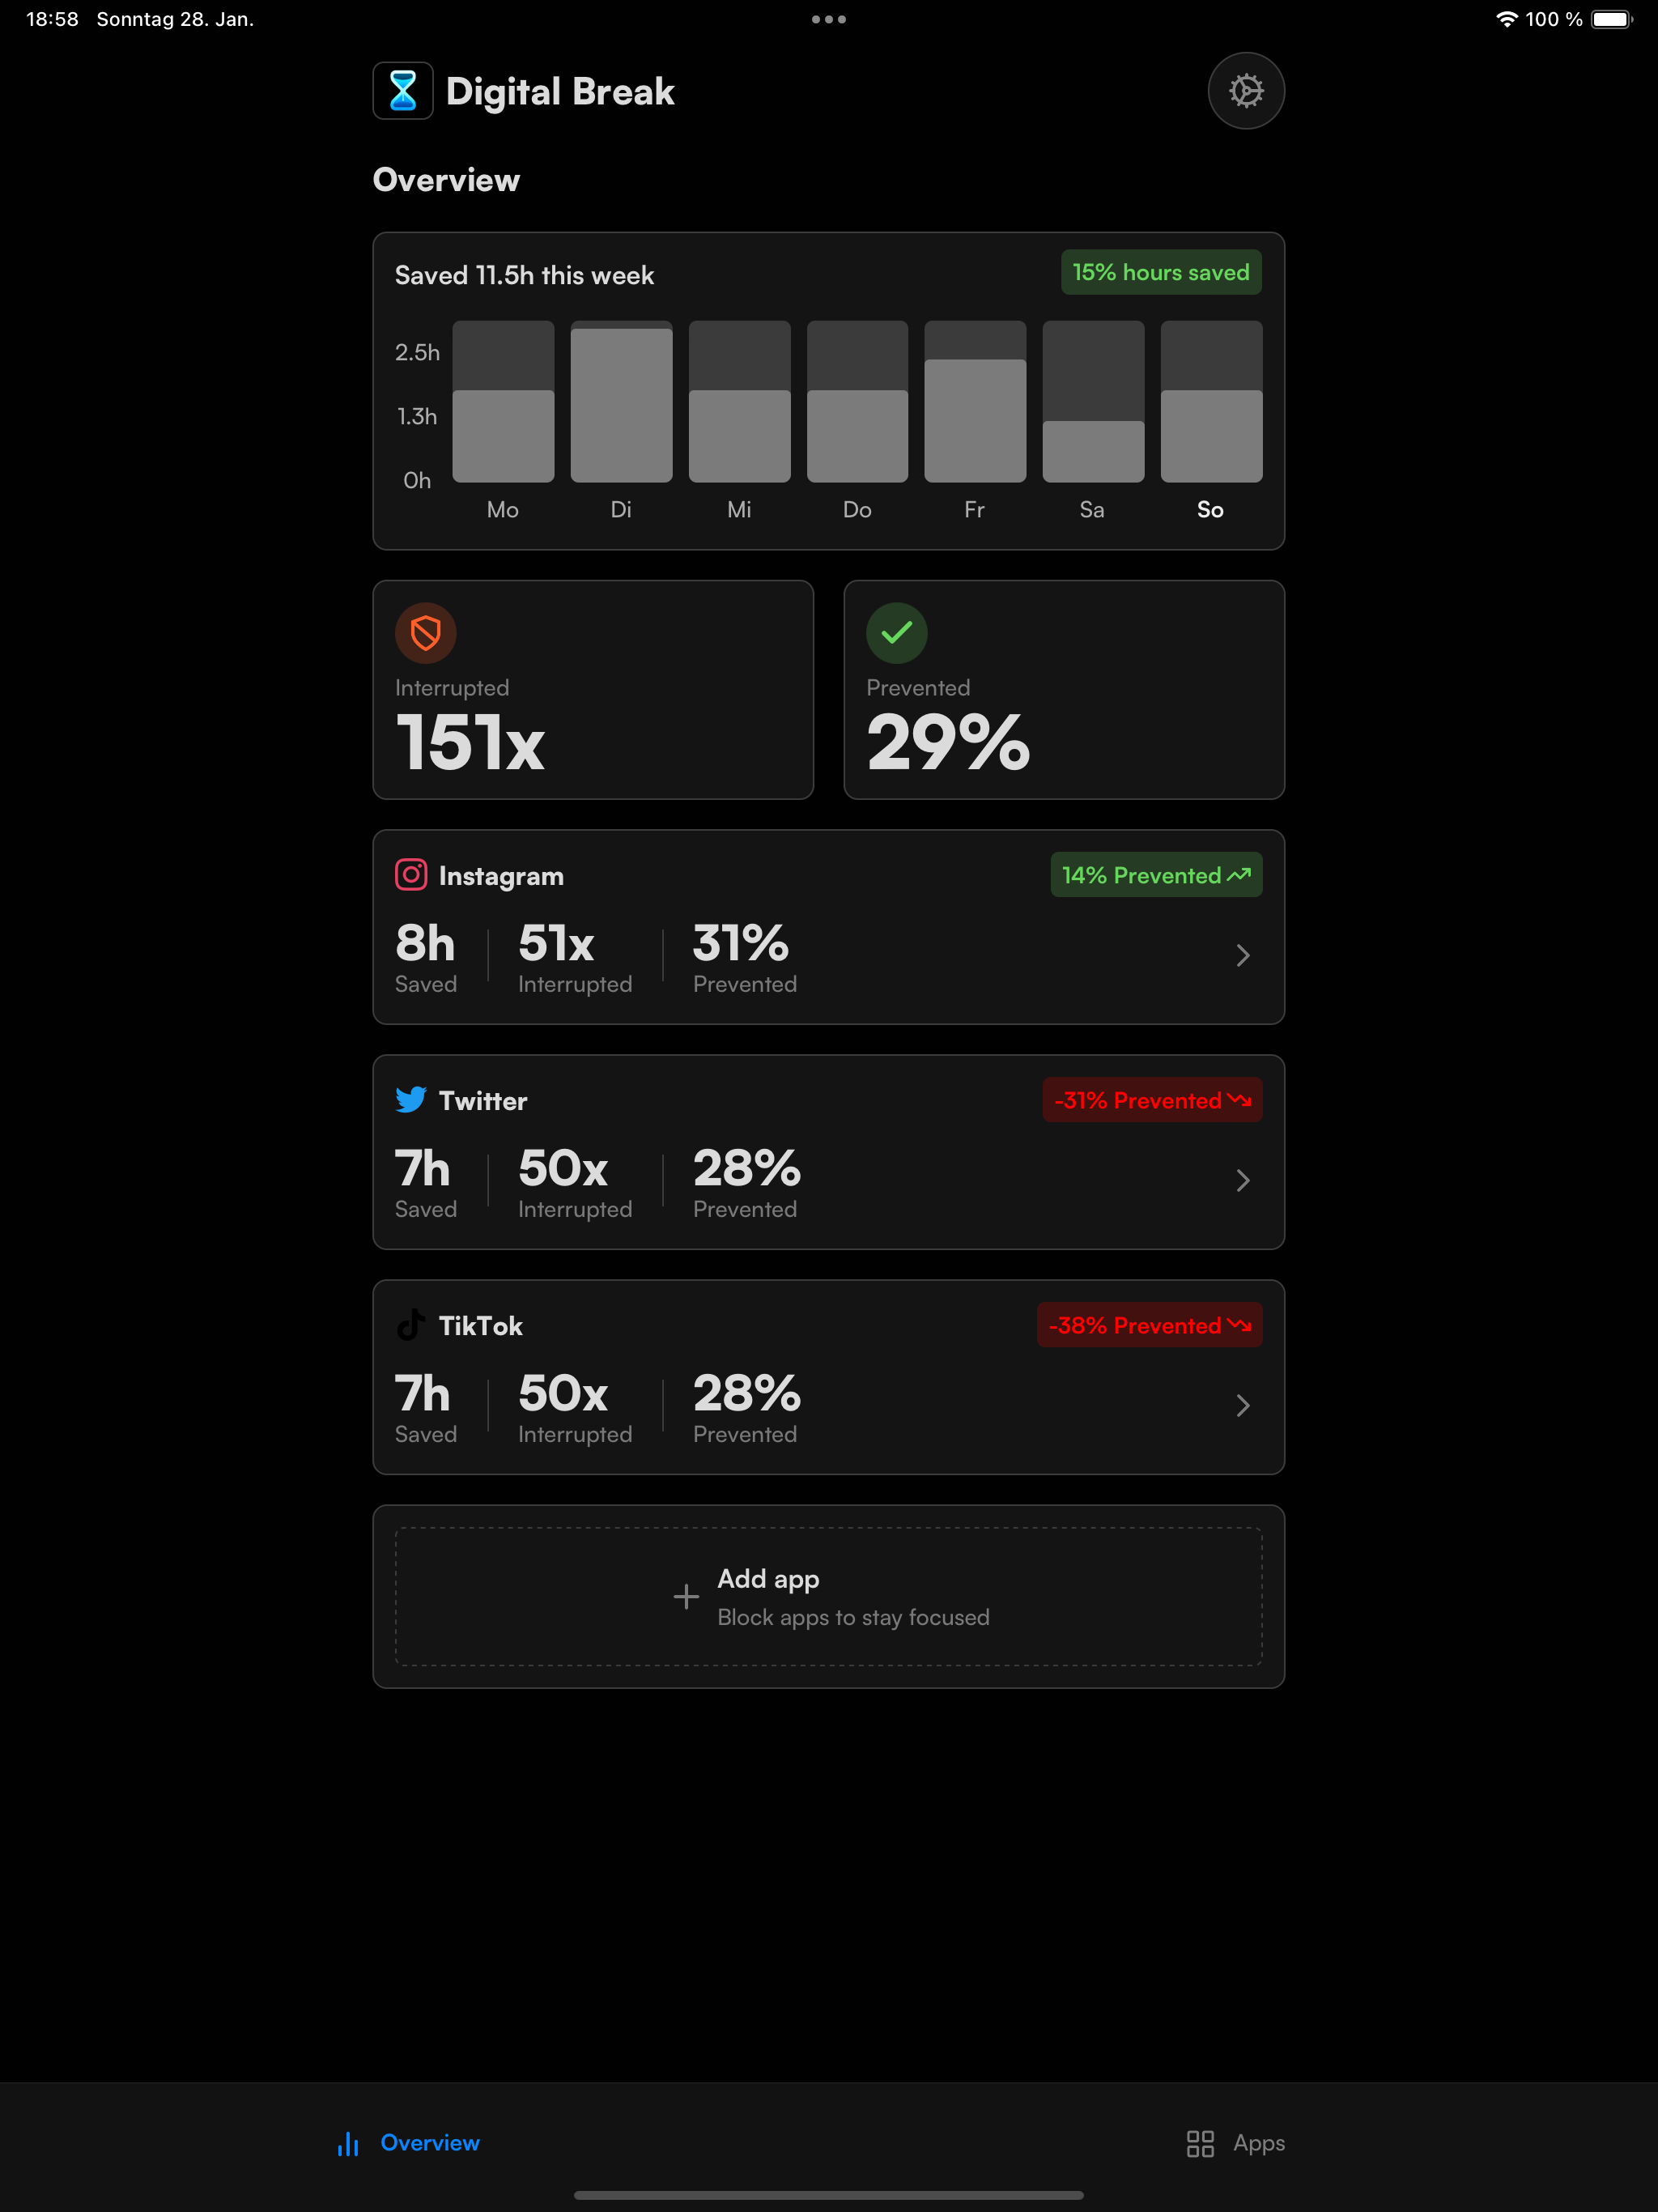 18:58 Sonntag 28. Jan.
100 %
Digital Break
Overview
Saved 11.5h this week
15% hours saved
2.5h
1.3h
0h
Mo Di Mi Do Fr Sa So
Interrupted
151x
Prevented
29%
Instagram
14% Prevented
8h 51x 31%
Saved Interrupted Prevented
Twitter
-31% Prevented
7h 50x 28%
Saved Interrupted Prevented
TikTok
-38% Prevented
7h 50x 28%
Saved Interrupted Prevented
Add app
Block apps to stay focused
Overview
Apps